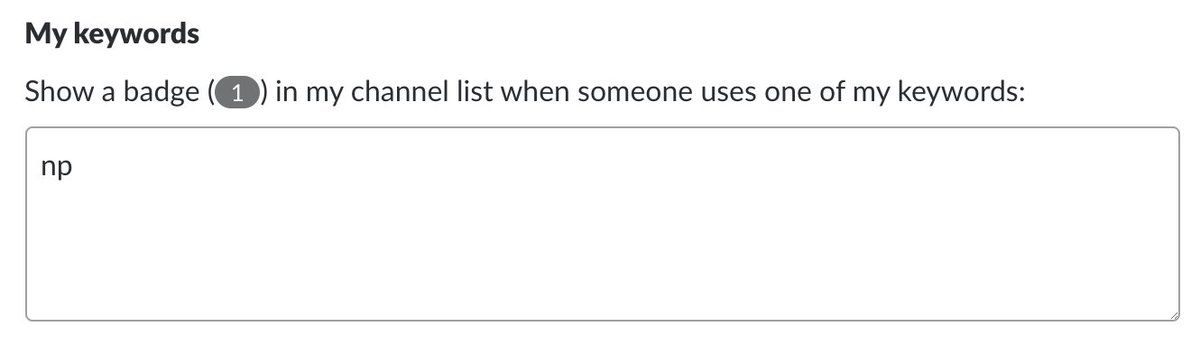 My keywords
Show a badge (1) in my channel list when someone uses one of my keywords:
np